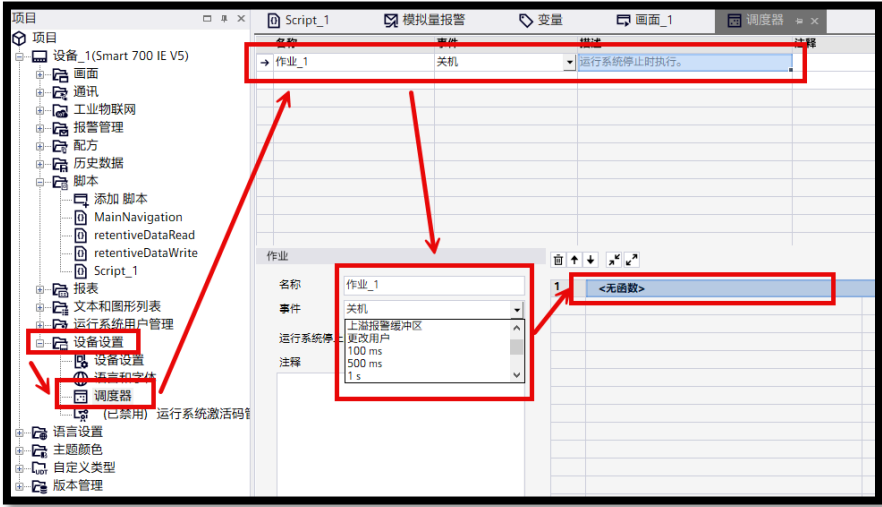 项目
Script_1
模拟量报警
变量
画面_1
调度器
项目
设备_1(Smart 700 IE V5)
画面
通讯
工业物联网
报警管理
配方
历史数据
脚本
添加 脚本
MainNavigation
retentiveDataRead
retentiveDataWrite
Script_1
报表
文本和图形列表
运行系统用户管理
设备设置
设备设置
语言和字体
调度器
(已禁用) 运行系统激活码
语言设置
主题颜色
自定义类型
版本管理
名称 事件 描述 注释
作业_1 关机 运行系统停止时执行。
作业
名称 作业_1
事件 关机
上溢报警缓冲区
运行系统停止
更改用户
100 ms
注释
500 ms
1 s
1 <无函数>